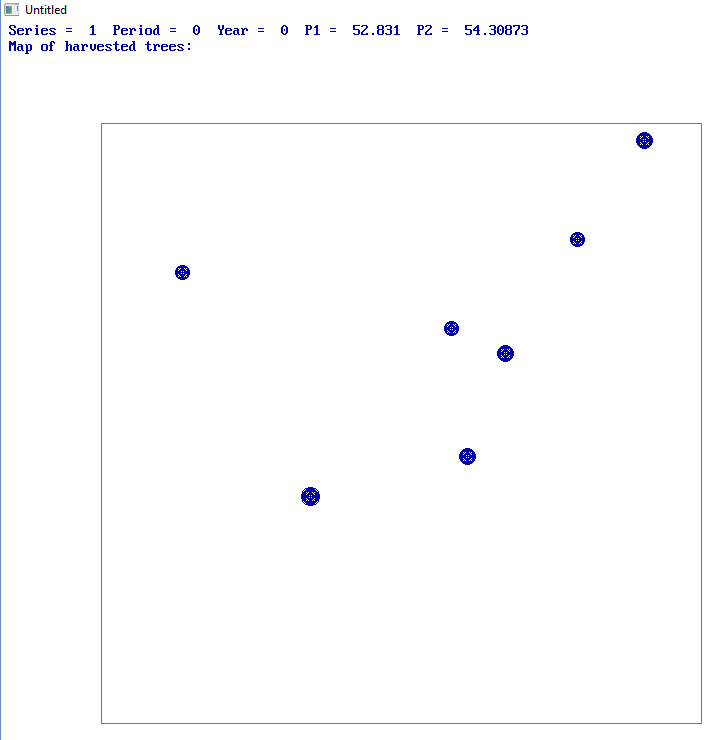 Untitled
Series =  1  Period =  0  Year =  0  P1 =  52.831  P2 =  54.30873
Map of harvested trees: